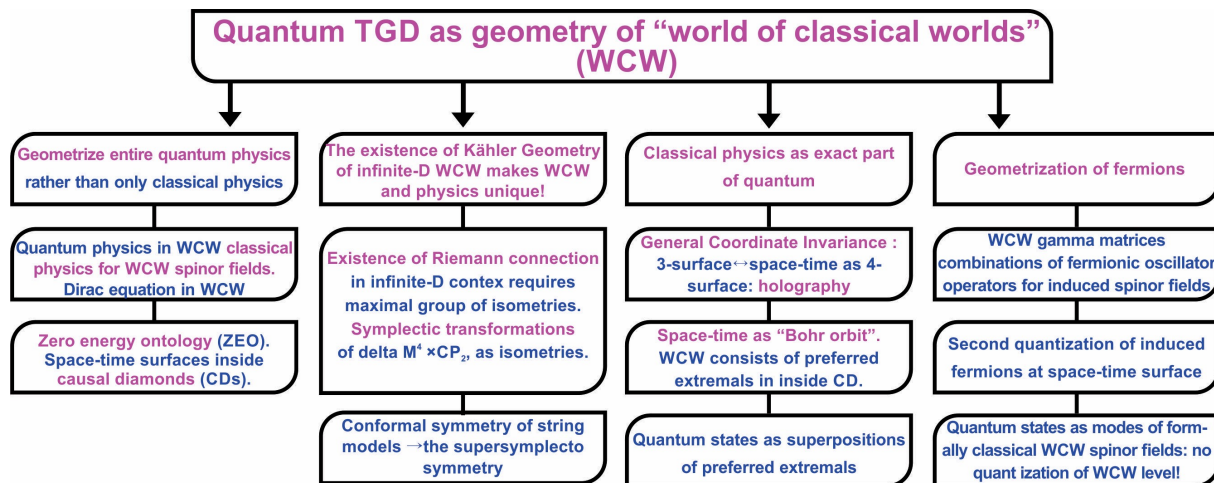 Quantum TGD as geometry of “world of classical worlds”
(WCW)
Geometrize entire quantum physics
rather than only classical physics
Quantum physics in WCW classical
physics for WCW spinor fields.
Dirac equation in WCW
Zero energy ontology (ZEO).
Space-time surfaces inside
causal diamonds (CDs).
The existence of Kähler Geometry
of infinite-D WCW makes WCW
and physics unique!
Existence of Riemann connection
in infinite-D contex requires
maximal group of isometries.
Symplectic transformations
of delta M⁴ ×CP₂, as isometries.
Conformal symmetry of string
models →the supersymplecto
symmetry
Classical physics as exact part
of quantum
General Coordinate Invariance :
3-surface↔space-time as 4-
surface: holography
Space-time as “Bohr orbit”.
WCW consists of preferred
extremals in inside CD.
Quantum states as superpositions
of preferred extremals
Geometrization of fermions
WCW gamma matrices
combinations of fermionic oscillator
operators for induced spinor fields
Second quantization of induced
fermions at space-time surface
Quantum states as modes of form-
ally classical WCW spinor fields: no
quant ization of WCW level!